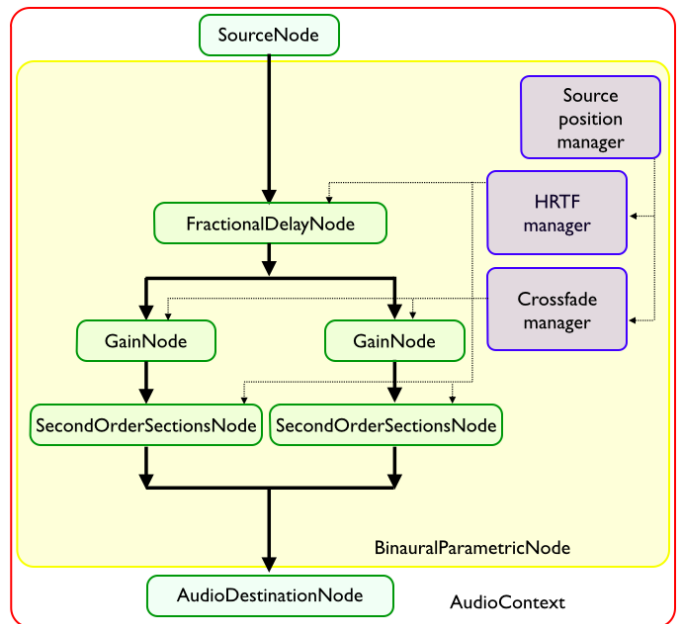 SourceNode
Source
position
manager
HRTF
manager
FractionalDelayNode
Crossfade
manager
GainNode
GainNode
SecondOrderSectionsNode
SecondOrderSectionsNode
BinauralParametricNode
AudioDestinationNode
AudioContext